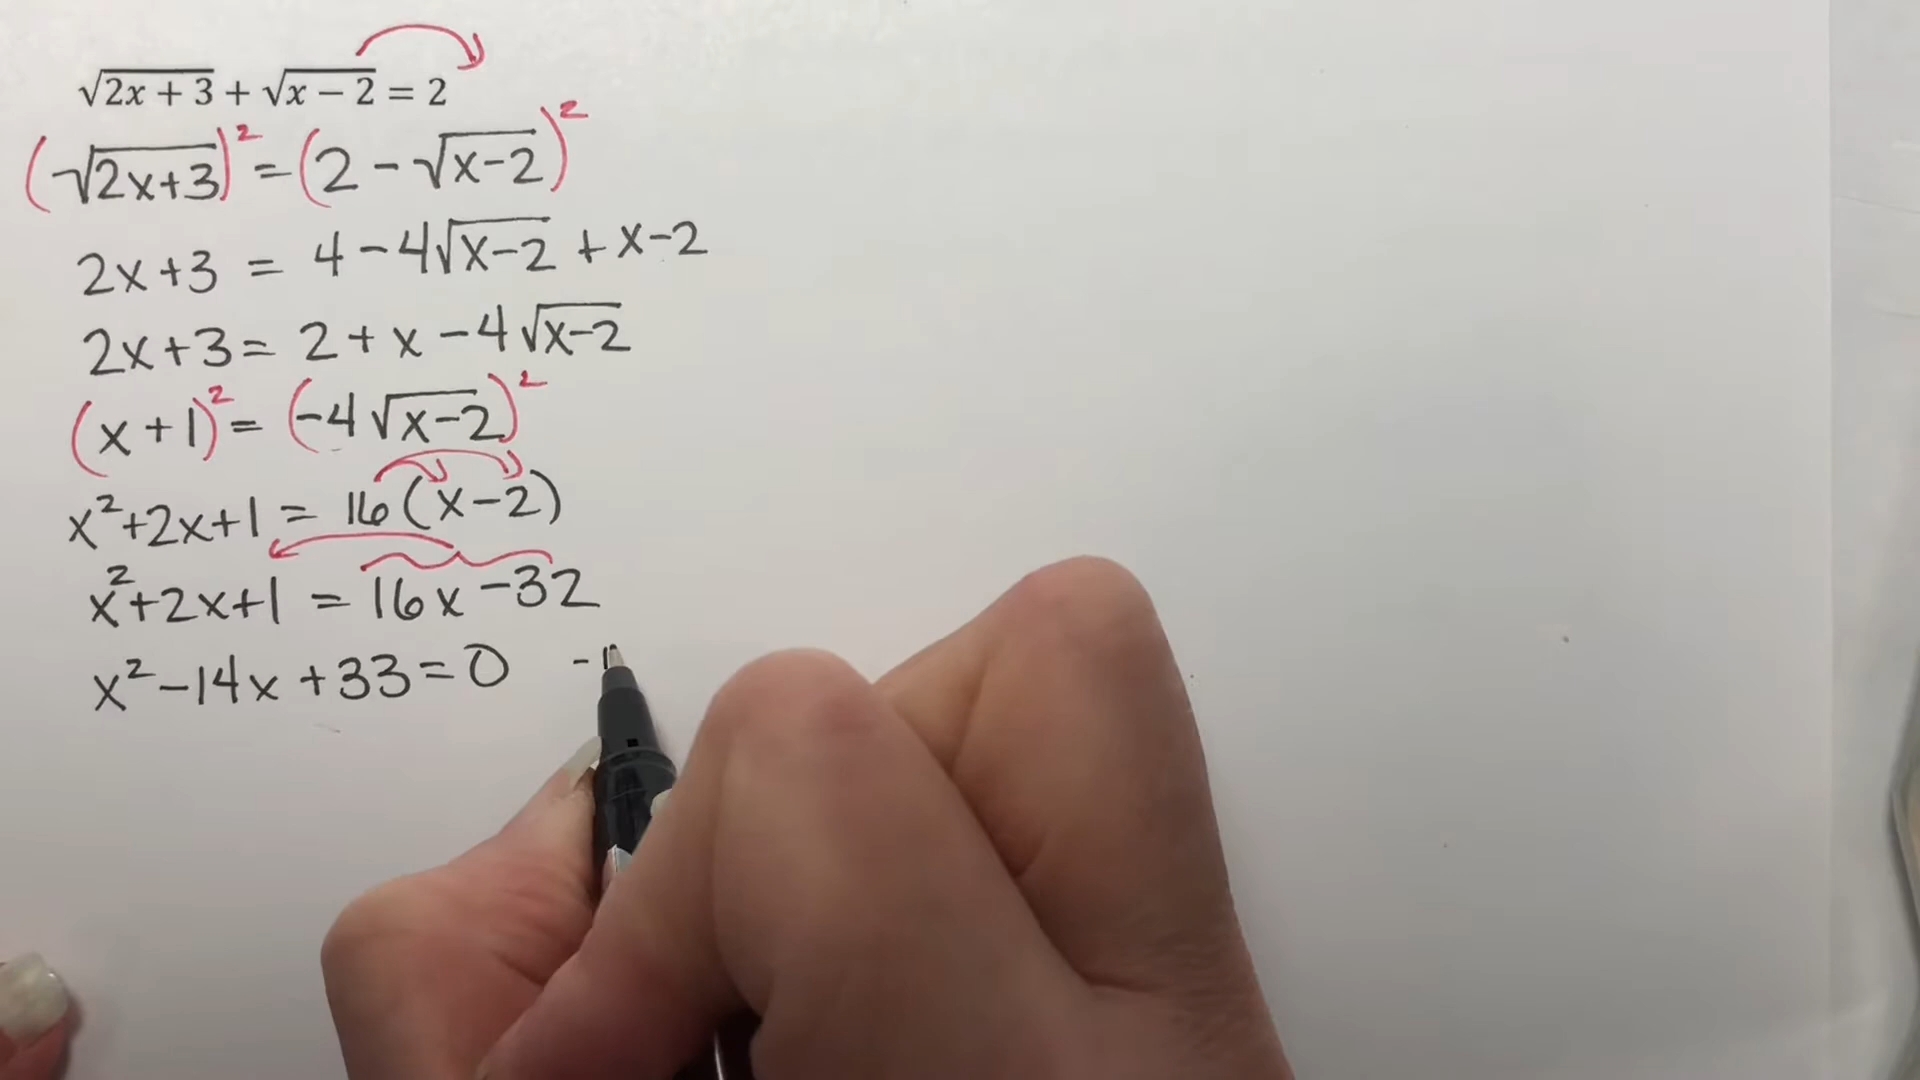 √(2x + 3) + √(x − 2) = 2
(√(2x+3))² = (2 − √(x−2))²
2x+3 = 4 − 4√(x−2) + x−2
2x+3 = 2 + x − 4√(x−2)
(x+1)² = (−4√(x−2))²
x²+2x+1 = 16(x−2)
x²+2x+1 = 16x −32
x² −14x +33 = 0